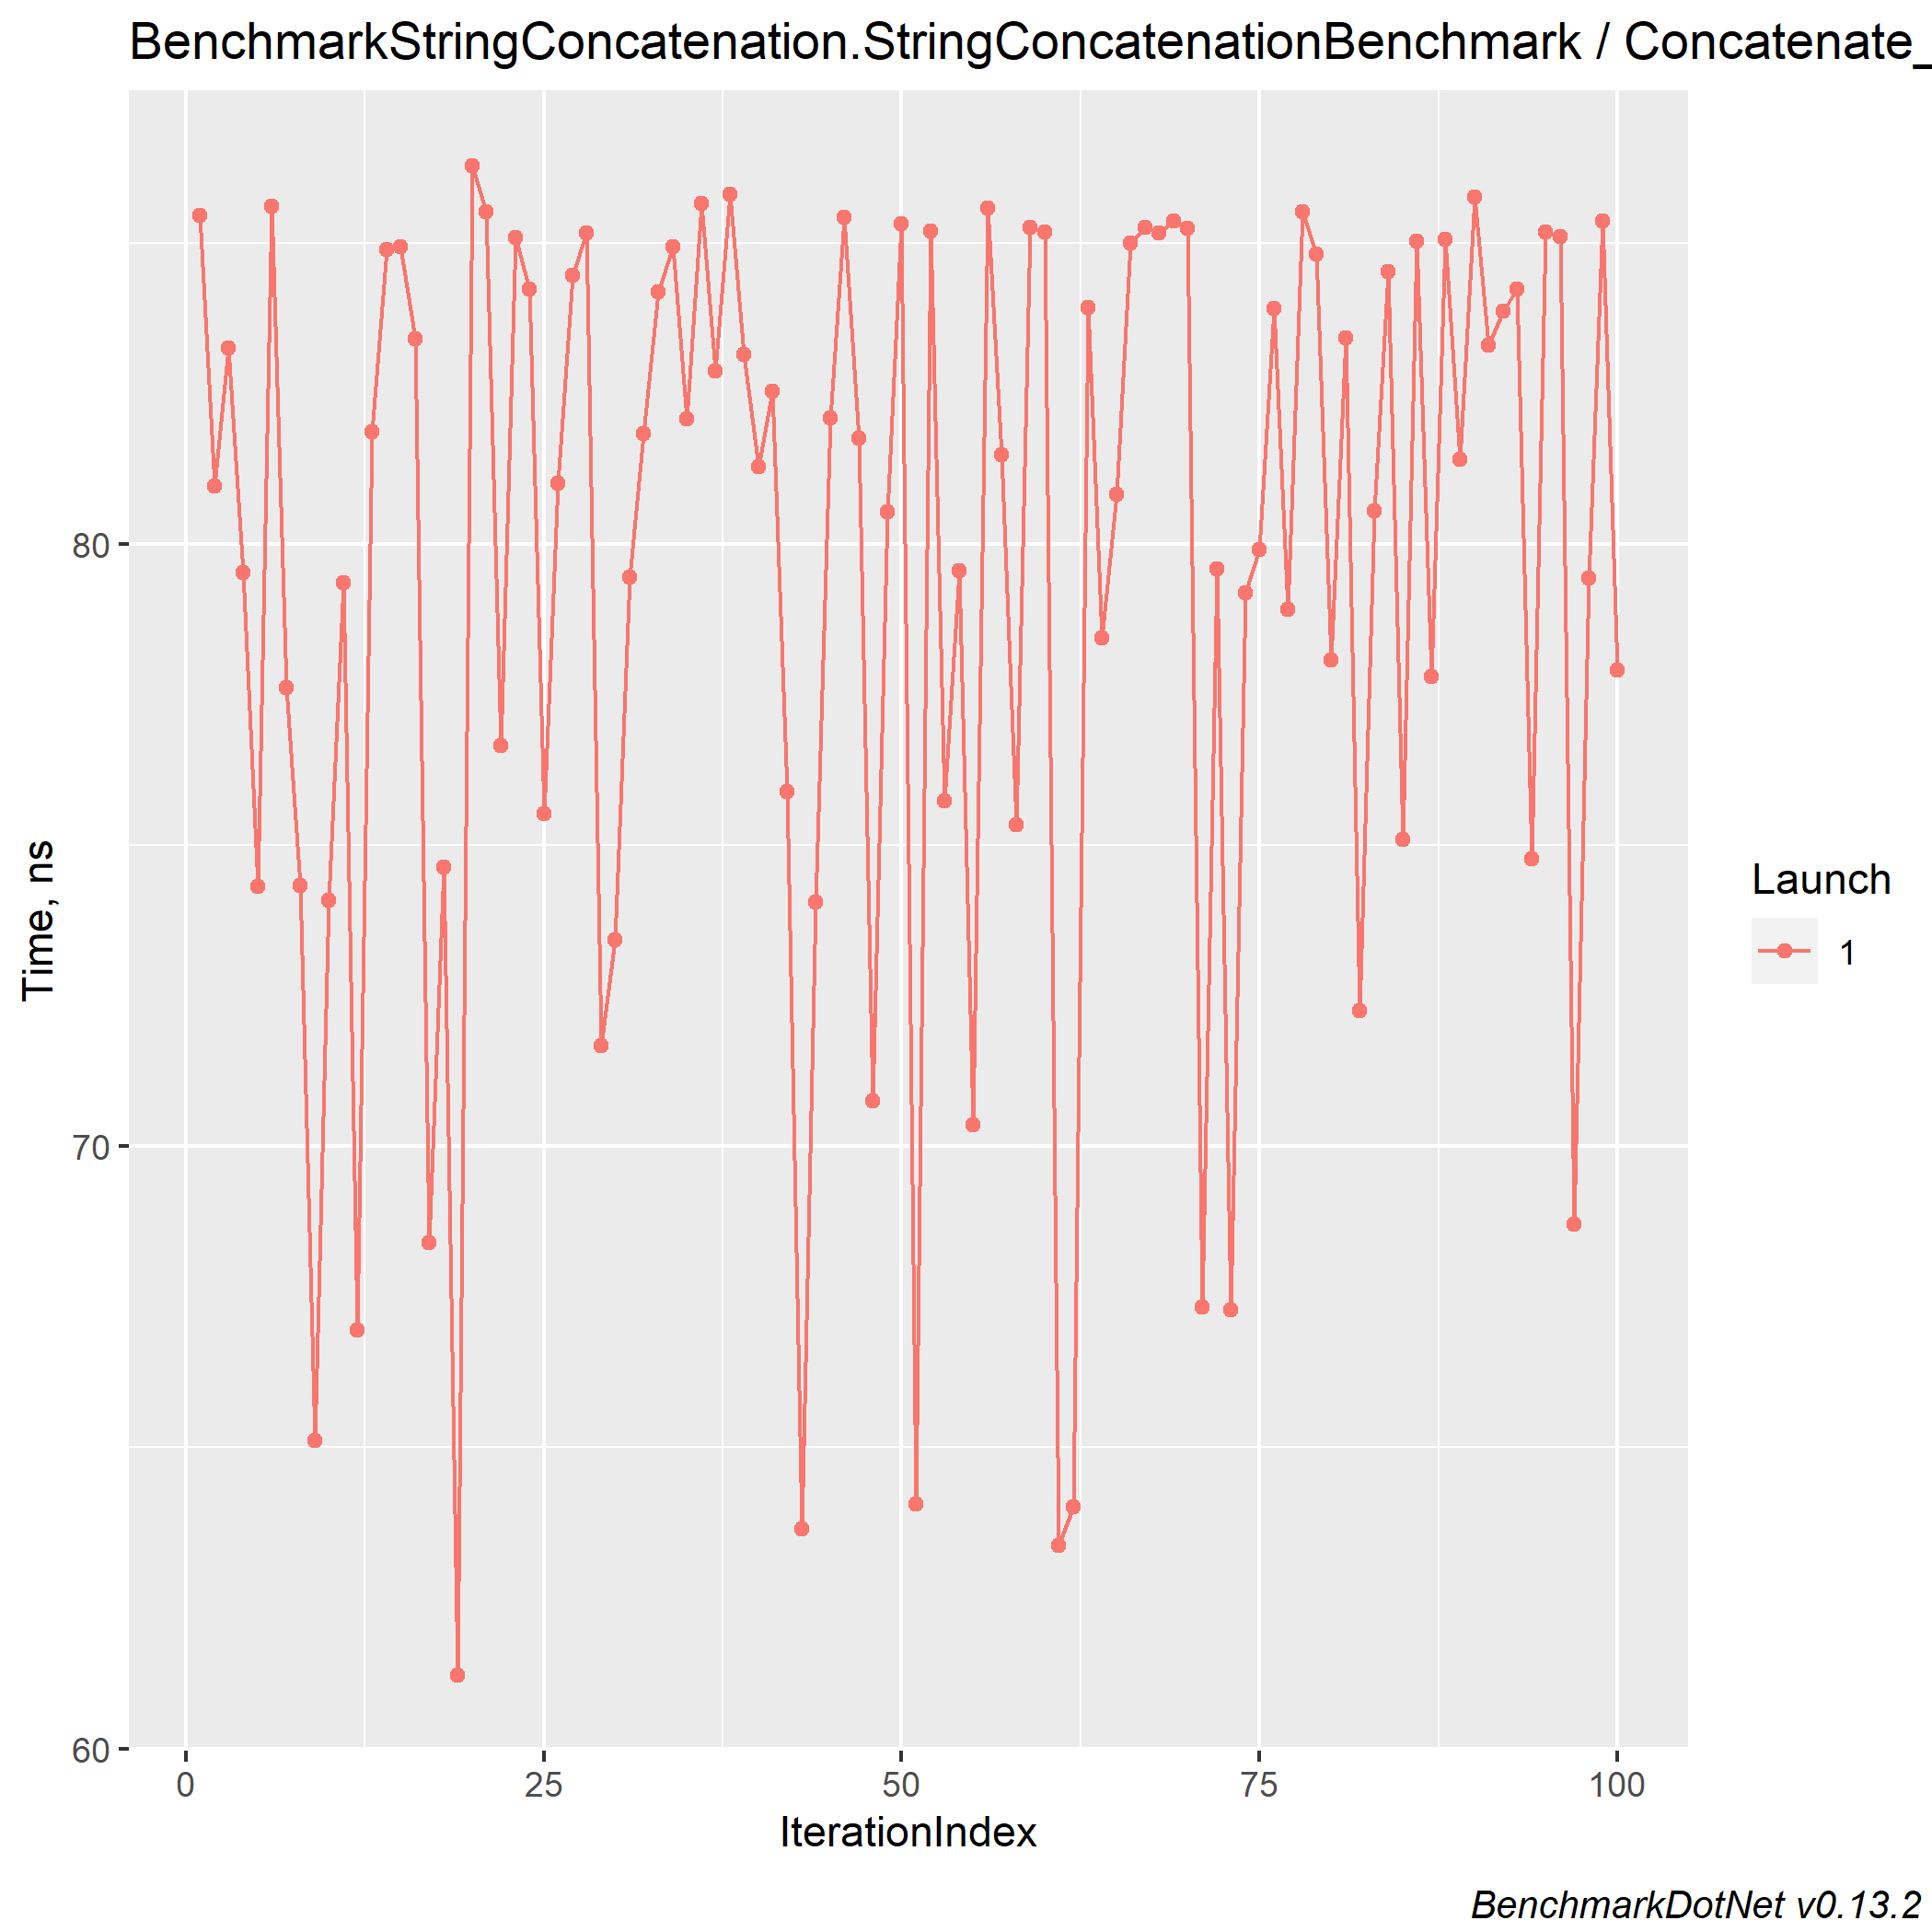 BenchmarkStringConcatenation.StringConcatenationBenchmark / Concatenate_
80
70
60
Time, ns
0 25 50 75 100
IterationIndex
Launch
1
BenchmarkDotNet v0.13.2